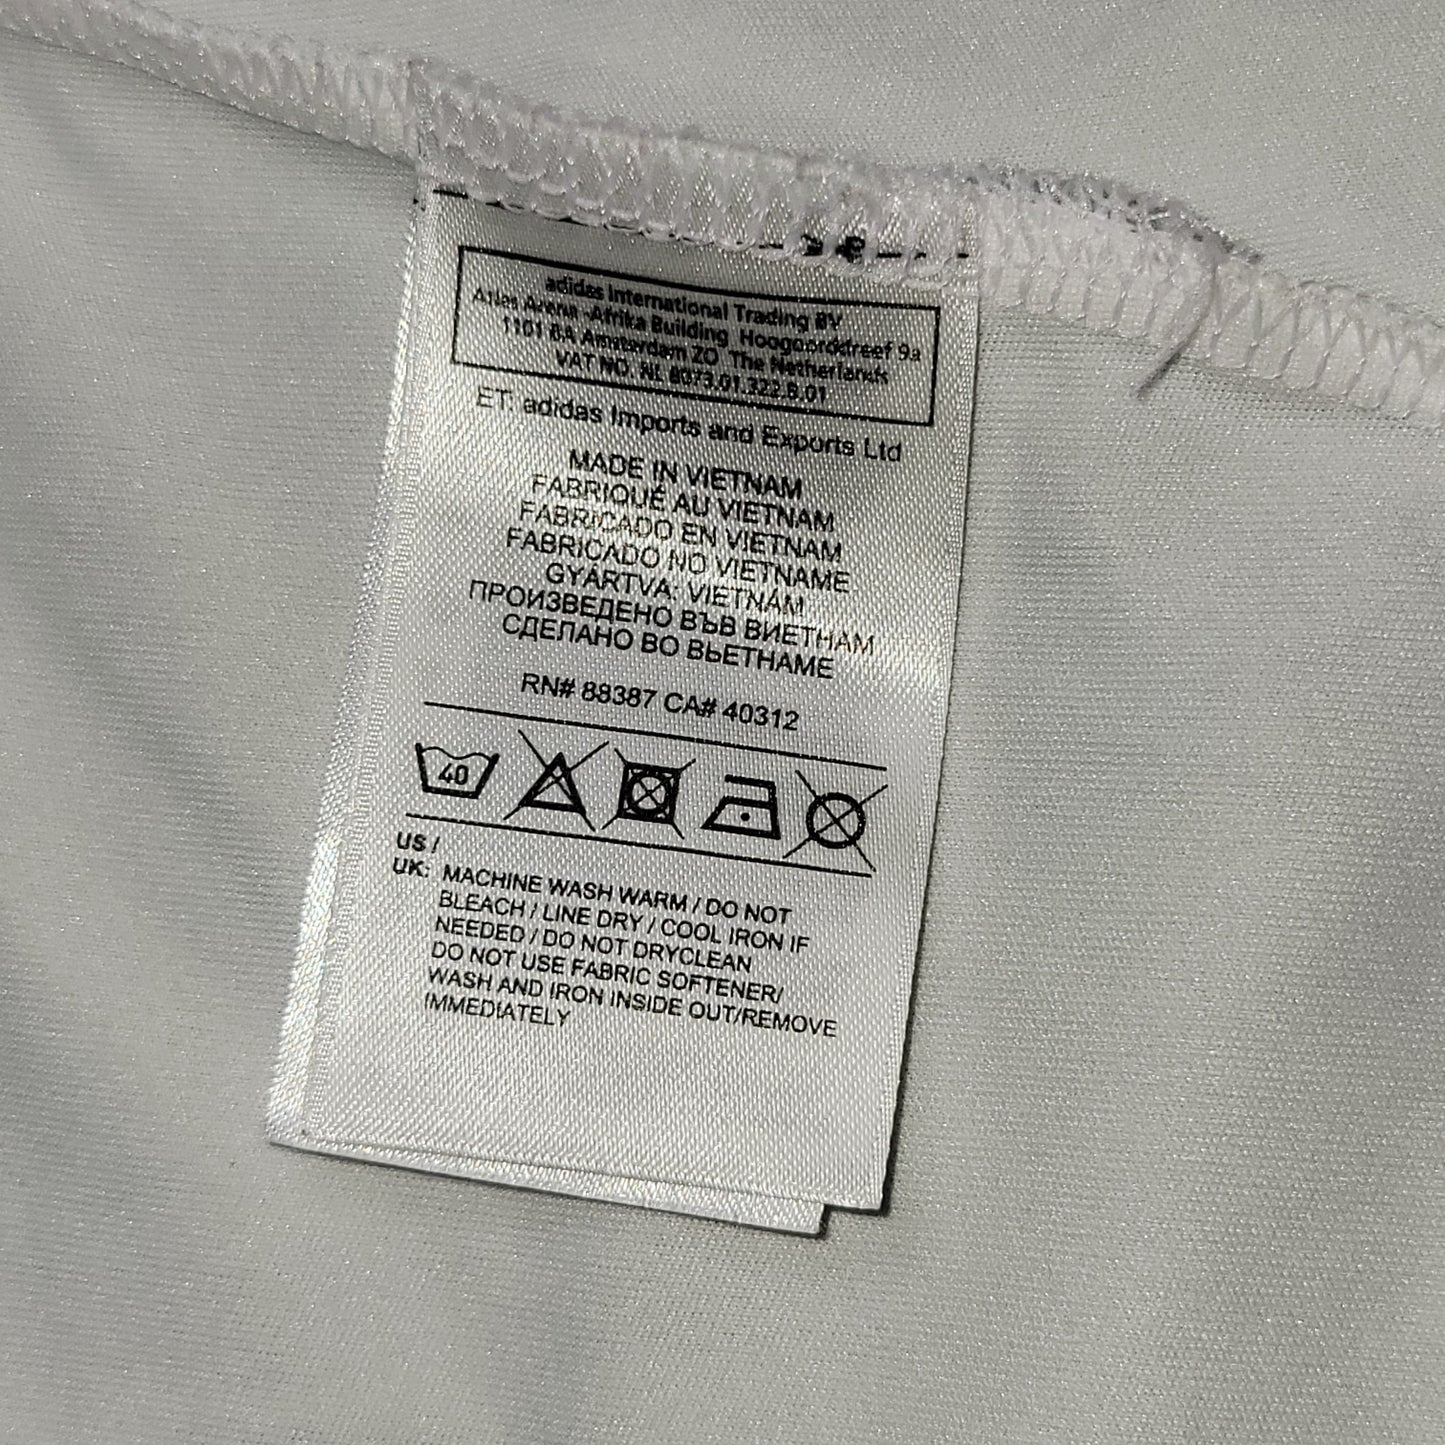 adidas International Trading BV
Atlas Arena -Afrika Building Hoogoorddreef 9a
1101 BA Amsterdam ZO The Netherlands
VAT NO. NL 8073.01.322.B.01
ET: adidas Imports and Exports Ltd
MADE IN VIETNAM
FABRIQUÉ AU VIETNAM
FABRICADO EN VIETNAM
FABRICADO NO VIETNAME
GYÁRTVA: VIETNÁM
ПРОИЗВЕДЕНО ВЪВ ВИЕТНАМ
СДЕЛАНО ВО ВЬЕТНАМЕ
RN# 88387 CA# 40312
40
US /
UK: MACHINE WASH WARM / DO NOT
BLEACH / LINE DRY / COOL IRON IF
NEEDED / DO NOT DRYCLEAN
DO NOT USE FABRIC SOFTENER/
WASH AND IRON INSIDE OUT/REMOVE
IMMEDIATELY